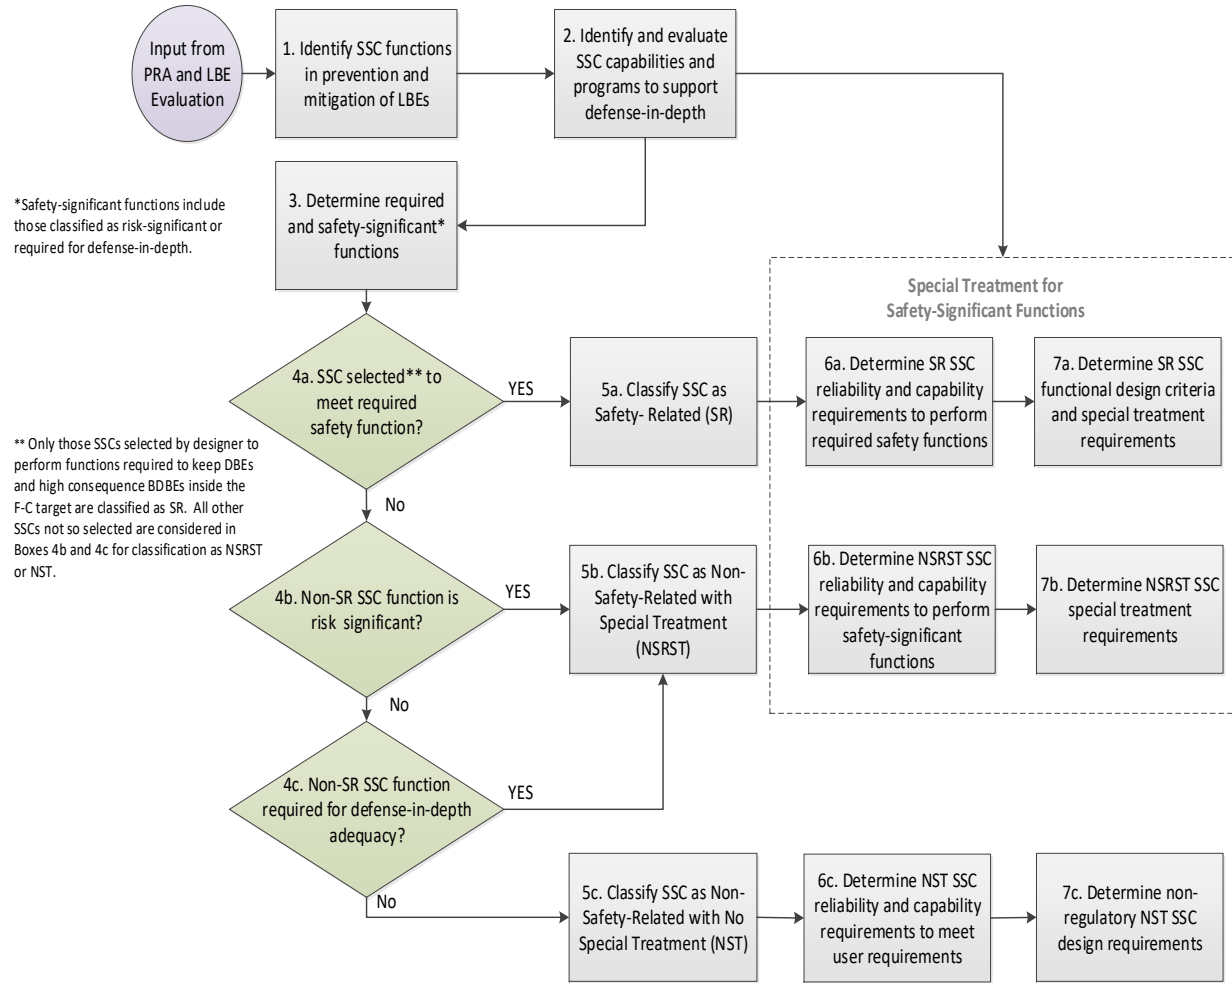 Input from
PRA and LBE
Evaluation
1. Identify SSC functions
in prevention and
mitigation of LBEs
2. Identify and evaluate
SSC capabilities and
programs to support
defense-in-depth
*Safety-significant functions include
those classified as risk-significant or
required for defense-in-depth.
3. Determine required
and safety-significant*
functions
Special Treatment for
Safety-Significant Functions
4a. SSC selected** to
meet required
safety function?
YES
5a. Classify SSC as
Safety- Related (SR)
6a. Determine SR SSC
reliability and capability
requirements to perform
required safety functions
7a. Determine SR SSC
functional design criteria
and special treatment
requirements
** Only those SSCs selected by designer to
perform functions required to keep DBEs
and high consequence BDBEs inside the
F-C target are classified as SR. All other
SSCs not so selected are considered in
Boxes 4b and 4c for classification as NSRST
or NST.
No
4b. Non-SR SSC function is
risk significant?
YES
5b. Classify SSC as Non-
Safety-Related with
Special Treatment
(NSRST)
6b. Determine NSRST SSC
reliability and capability
requirements to perform
safety-significant
functions
7b. Determine NSRST SSC
special treatment
requirements
No
4c. Non-SR SSC function
required for defense-in-depth
adequacy?
YES
No
5c. Classify SSC as Non-
Safety-Related with No
Special Treatment (NST)
6c. Determine NST SSC
reliability and capability
requirements to meet
user requirements
7c. Determine non-
regulatory NST SSC
design requirements